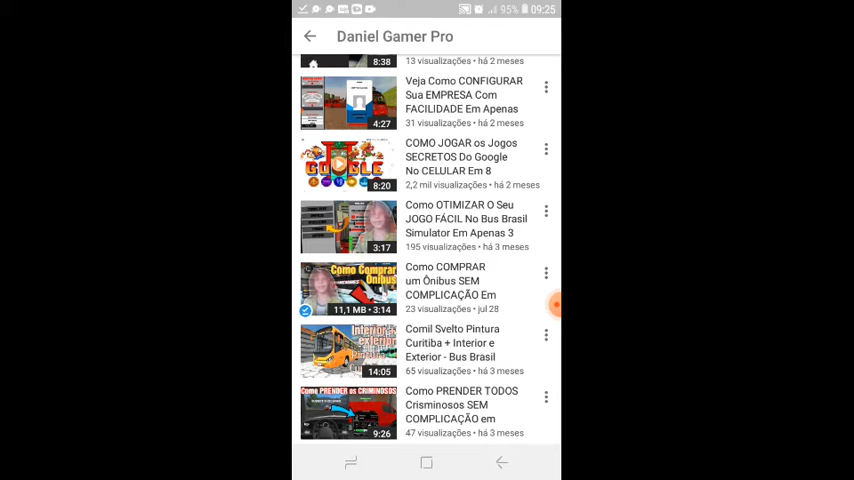 95% 09:25
Daniel Gamer Pro
8:38
13 visualizações • há 2 meses
Veja Como CONFIGURAR
Sua EMPRESA Com
FACILIDADE Em Apenas
4:27
31 visualizações • há 2 meses
COMO JOGAR os Jogos
SECRETOS Do Google
No CELULAR Em 8
GOOGLE
8:20
2,2 mil visualizações • há 2 meses
Como OTIMIZAR O Seu
JOGO FÁCIL No Bus Brasil
Simulator Em Apenas 3
3:17
195 visualizações • há 3 meses
Como Comprar
Ônibus
Como COMPRAR
um Ônibus SEM
COMPLICAÇÃO Em
11,1 MB • 3:14
23 visualizações • jul 28
Interior
exterior
Comil Svelto Pintura
Curitiba + Interior e
Exterior - Bus Brasil
14:05
65 visualizações • há 3 meses
Como PRENDER Os CRIMINOSOS
Como PRENDER TODOS
Crisminosos SEM
COMPLICAÇÃO em
9:26
47 visualizações • há 3 meses